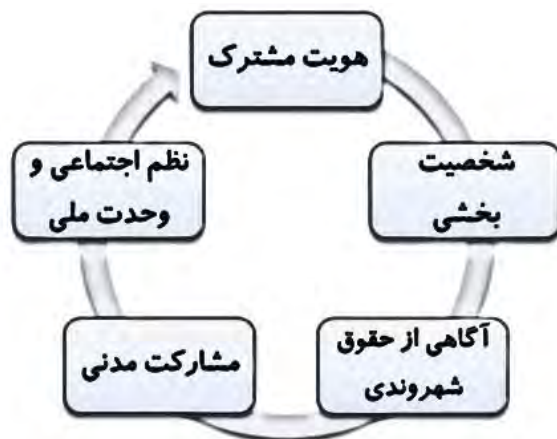 هویت مشترک
شخصیت
بخشی
آگاهی از حقوق
شهروندی
مشارکت مدنی
نظم اجتماعی و
وحدت ملی